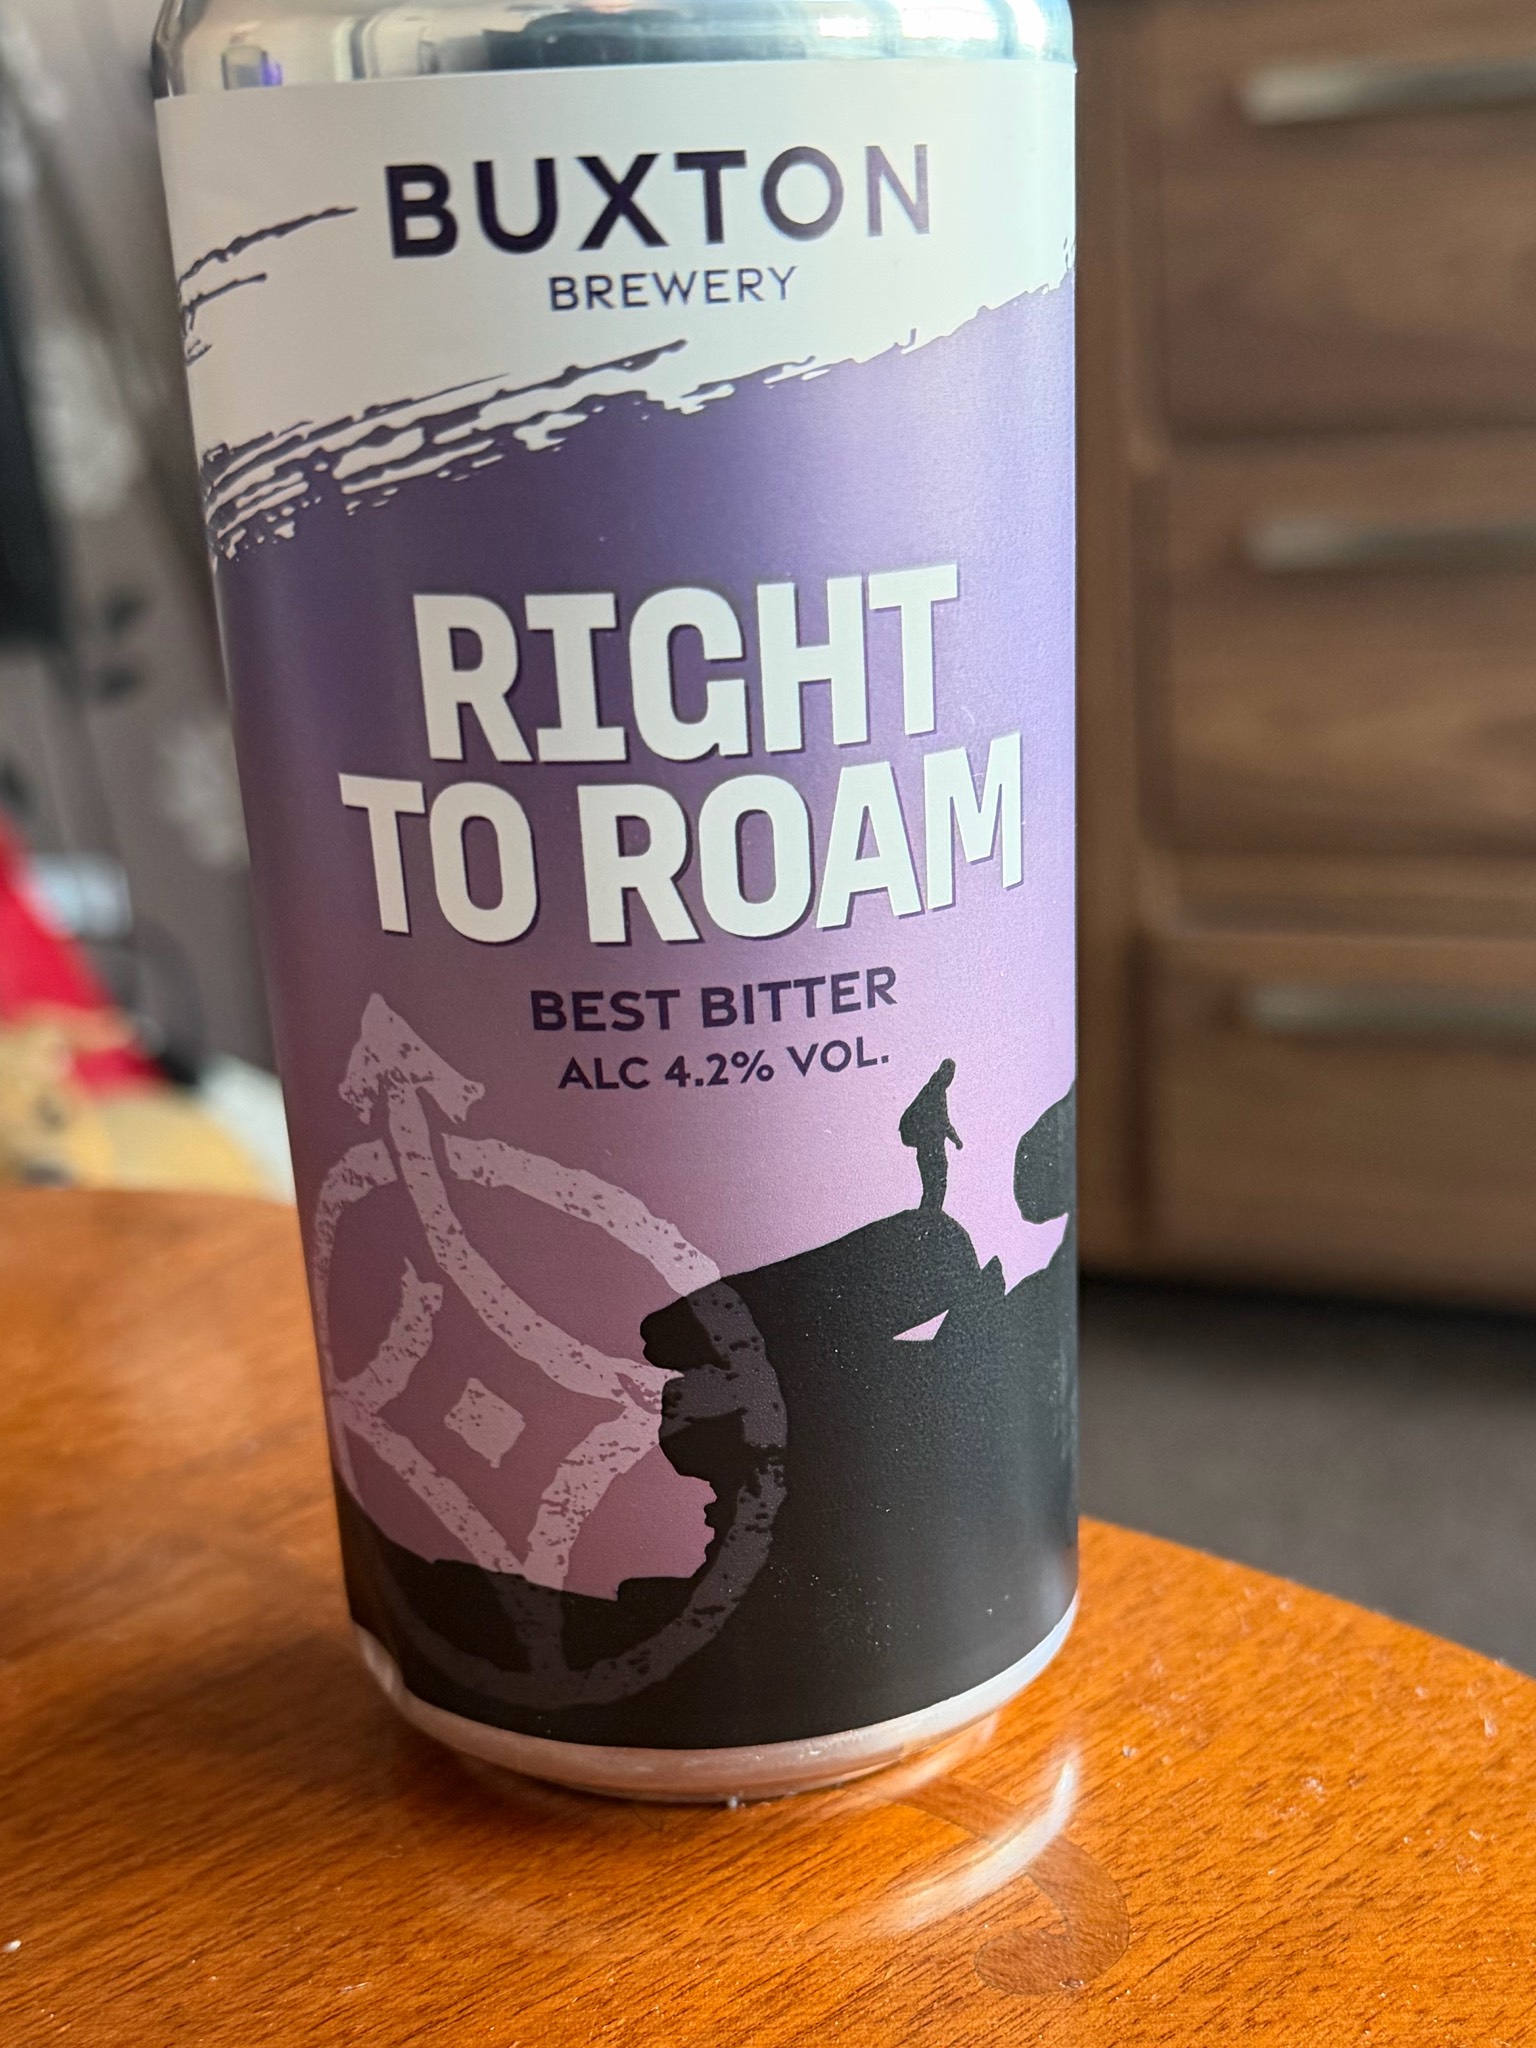 BUXTON
BREWERY
RIGHT
TO ROAM
BEST BITTER
ALC 4.2% VOL.